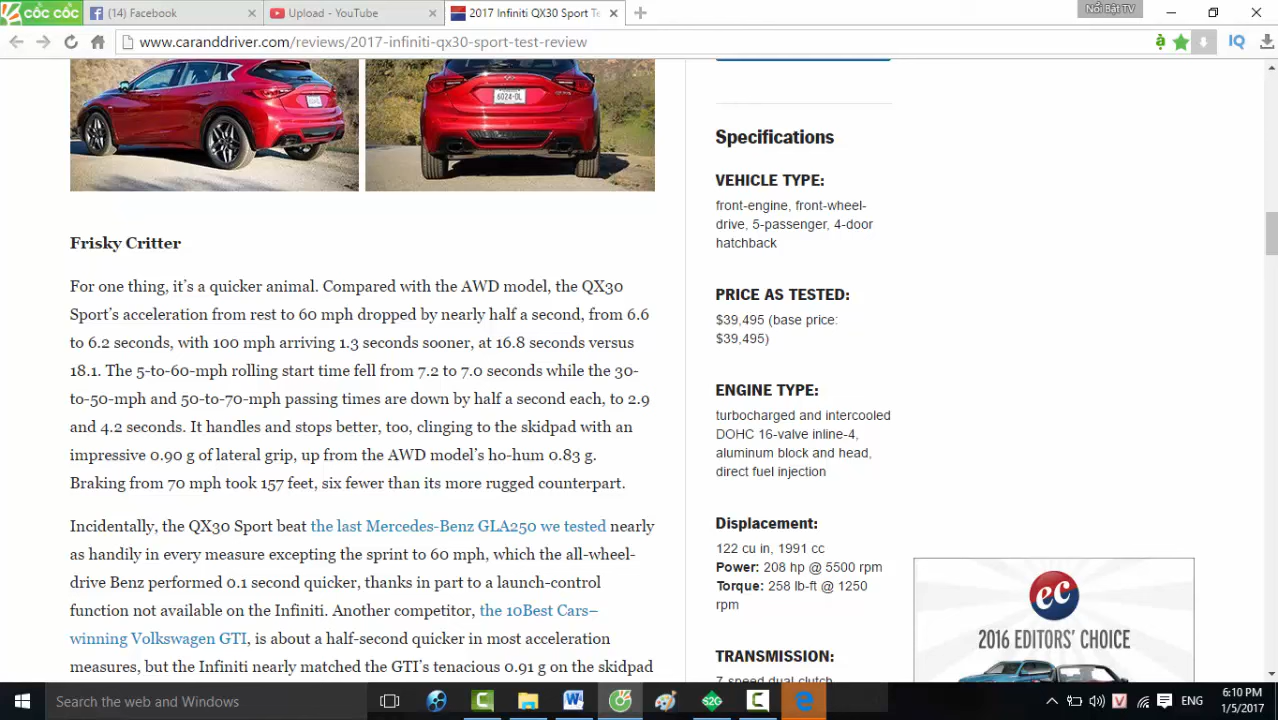 CỐC CỐC
(14) Facebook
Upload - YouTube
2017 Infiniti QX30 Sport Te
Nổi Bật TV
www.caranddriver.com/reviews/2017-infiniti-qx30-sport-test-review
IQ
6024-OL
Frisky Critter
For one thing, it's a quicker animal. Compared with the AWD model, the QX30
Sport's acceleration from rest to 60 mph dropped by nearly half a second, from 6.6
to 6.2 seconds, with 100 mph arriving 1.3 seconds sooner, at 16.8 seconds versus
18.1. The 5-to-60-mph rolling start time fell from 7.2 to 7.0 seconds while the 30-
to-50-mph and 50-to-70-mph passing times are down by half a second each, to 2.9
and 4.2 seconds. It handles and stops better, too, clinging to the skidpad with an
impressive 0.90 g of lateral grip, up from the AWD model's ho-hum 0.83 g.
Braking from 70 mph took 157 feet, six fewer than its more rugged counterpart.
Incidentally, the QX30 Sport beat the last Mercedes-Benz GLA250 we tested nearly
as handily in every measure excepting the sprint to 60 mph, which the all-wheel-
drive Benz performed 0.1 second quicker, thanks in part to a launch-control
function not available on the Infiniti. Another competitor, the 10Best Cars–
winning Volkswagen GTI, is about a half-second quicker in most acceleration
measures, but the Infiniti nearly matched the GTI's tenacious 0.91 g on the skidpad
Specifications
VEHICLE TYPE:
front-engine, front-wheel-
drive, 5-passenger, 4-door
hatchback
PRICE AS TESTED:
$39,495 (base price:
$39,495)
ENGINE TYPE:
turbocharged and intercooled
DOHC 16-valve inline-4,
aluminum block and head,
direct fuel injection
Displacement:
122 cu in, 1991 cc
Power: 208 hp @ 5500 rpm
Torque: 258 lb-ft @ 1250
rpm
TRANSMISSION:
7-speed dual-clutch
ec
2016 EDITORS' CHOICE
Search the web and Windows
S2G
V
ENG
6:10 PM
1/5/2017